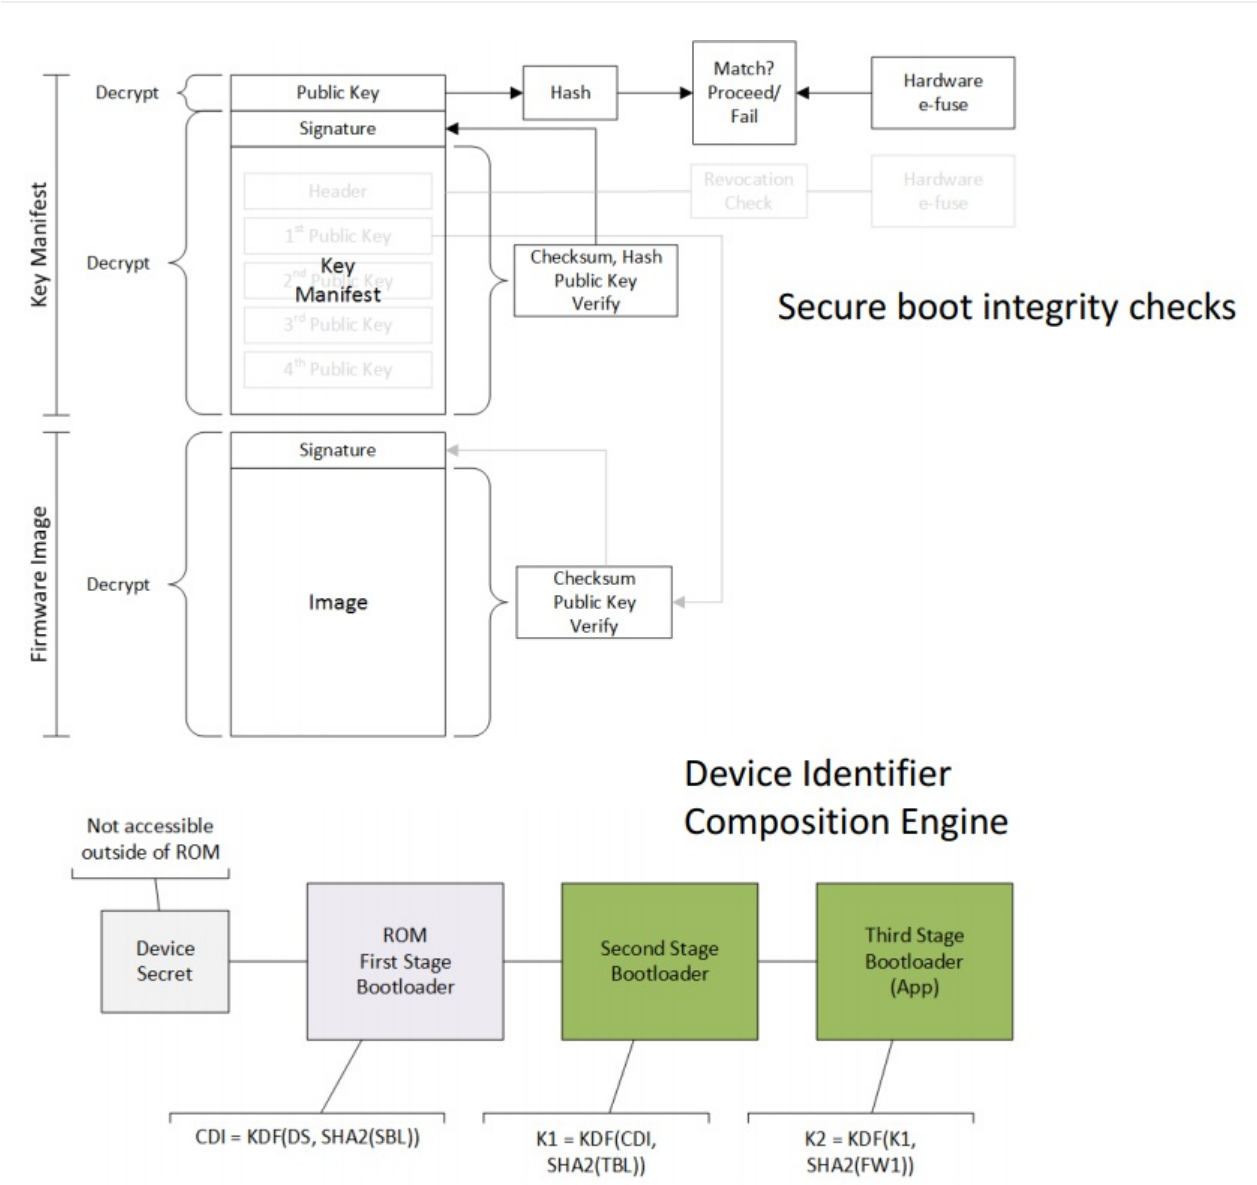 Decrypt
Public Key
Hash
Match?
Proceed/
Fail
Hardware
e-fuse
Signature
Key Manifest
Decrypt
Header
Revocation
Check
Hardware
e-fuse
1st Public Key
2nd Public Key
Key
Manifest
3rd Public Key
4th Public Key
Checksum, Hash
Public Key
Verify
Secure boot integrity checks
Firmware Image
Decrypt
Signature
Image
Checksum
Public Key
Verify
Device Identifier
Composition Engine
Not accessible
outside of ROM
Device
Secret
ROM
First Stage
Bootloader
Second Stage
Bootloader
Third Stage
Bootloader
(App)
CDI = KDF(DS, SHA2(SBL))
K1 = KDF(CDI,
SHA2(TBL))
K2 = KDF(K1,
SHA2(FW1))